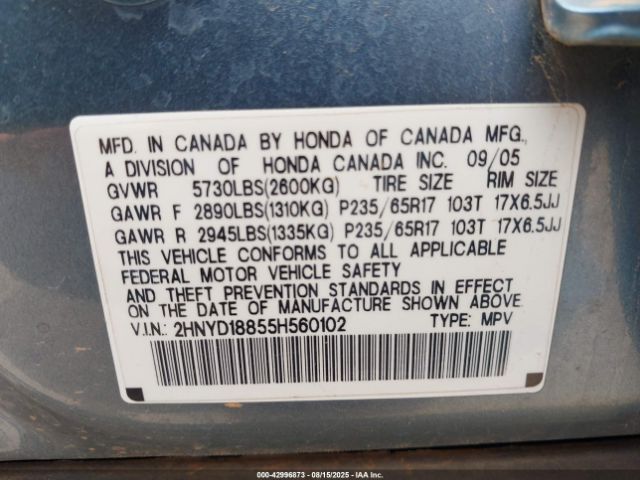 MFD. IN CANADA BY HONDA OF CANADA MFG.,
A DIVISION OF HONDA CANADA INC. 09/05
GVWR 5730LBS(2600KG) TIRE SIZE RIM SIZE
GAWR F 2890LBS(1310KG) P235/65R17 103T 17X6.5JJ
GAWR R 2945LBS(1335KG) P235/65R17 103T 17X6.5JJ
THIS VEHICLE CONFORMS TO ALL APPLICABLE
FEDERAL MOTOR VEHICLE SAFETY
AND THEFT PREVENTION STANDARDS IN EFFECT
ON THE DATE OF MANUFACTURE SHOWN ABOVE.
V.I.N.: 2HNYD18855H560102 TYPE: MPV
000-42996873 - 08/15/2025 - IAA Inc.